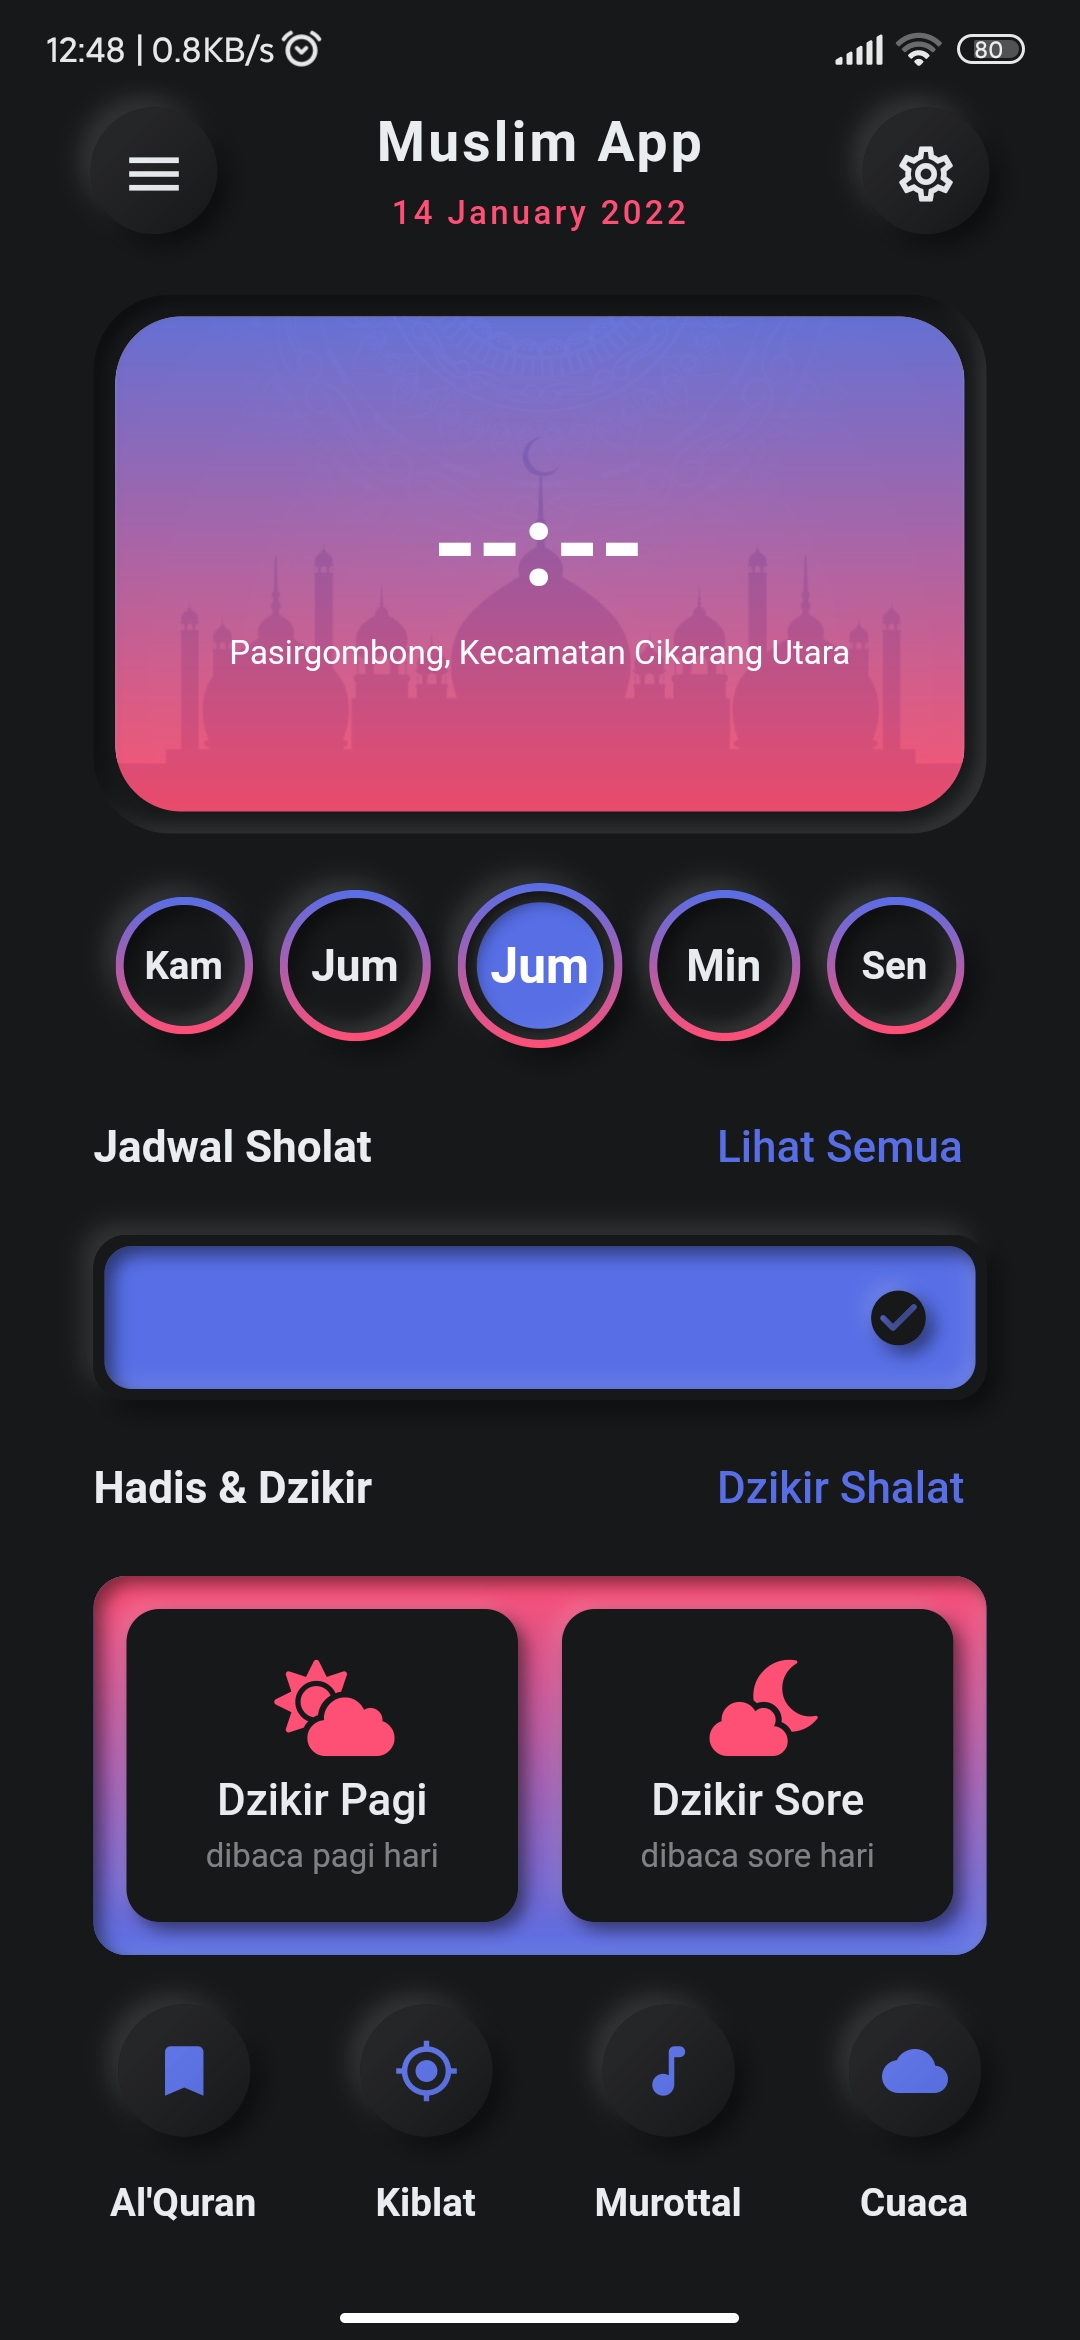 12:48 | 0.8KB/s
80
Muslim App
14 January 2022
--:--
Pasirgombong, Kecamatan Cikarang Utara
Kam Jum Jum Min Sen
Jadwal Sholat Lihat Semua
Hadis & Dzikir Dzikir Shalat
Dzikir Pagi Dzikir Sore
dibaca pagi hari dibaca sore hari
Al'Quran Kiblat Murottal Cuaca